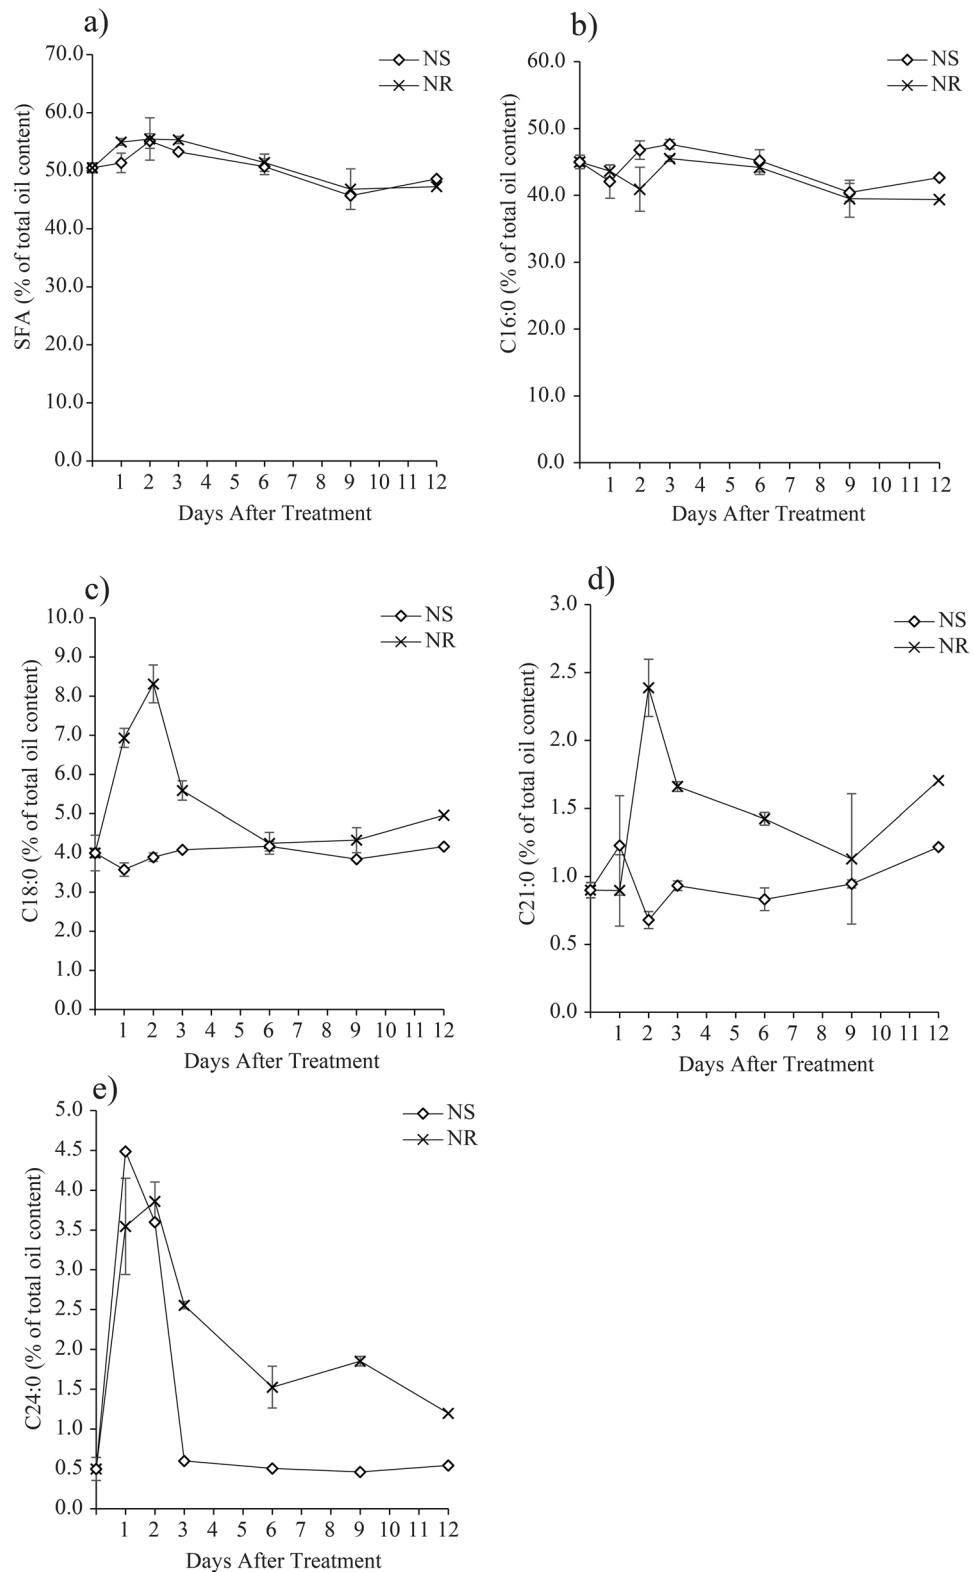 a)
NS
NR
70.0
60.0
50.0
40.0
30.0
20.0
10.0
0.0
SFA (% of total oil content)
1 2 3 4 5 6 7 8 9 10 11 12
Days After Treatment
b)
NS
NR
60.0
50.0
40.0
30.0
20.0
10.0
0.0
C16:0 (% of total oil content)
1 2 3 4 5 6 7 8 9 10 11 12
Days After Treatment
c)
NS
NR
10.0
9.0
8.0
7.0
6.0
5.0
4.0
3.0
2.0
1.0
0.0
C18:0 (% of total oil content)
1 2 3 4 5 6 7 8 9 10 11 12
Days After Treatment
d)
NS
NR
3.0
2.5
2.0
1.5
1.0
0.5
0.0
C21:0 (% of total oil content)
1 2 3 4 5 6 7 8 9 10 11 12
Days After Treatment
e)
NS
NR
5.0
4.5
4.0
3.5
3.0
2.5
2.0
1.5
1.0
0.5
0.0
C24:0 (% of total oil content)
1 2 3 4 5 6 7 8 9 10 11 12
Days After Treatment